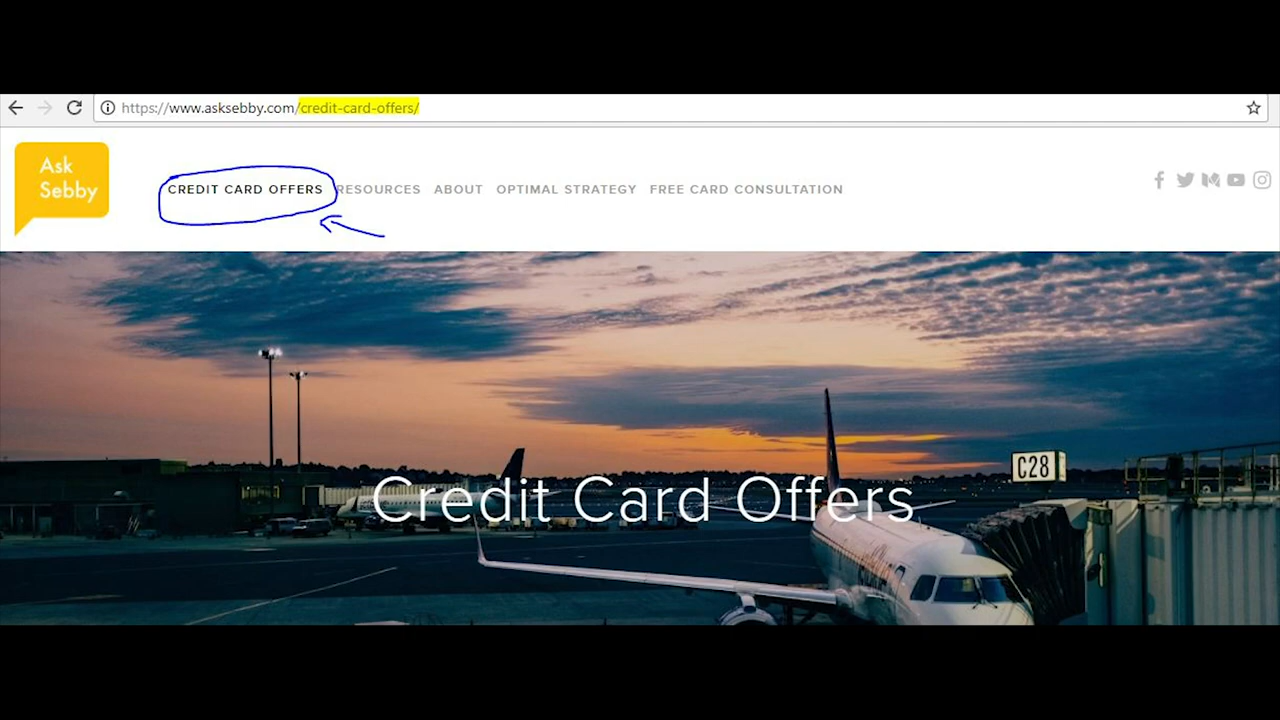 https://www.asksebby.com/credit-card-offers/
Ask
Sebby
CREDIT CARD OFFERS RESOURCES ABOUT OPTIMAL STRATEGY FREE CARD CONSULTATION
C28
Credit Card Offers